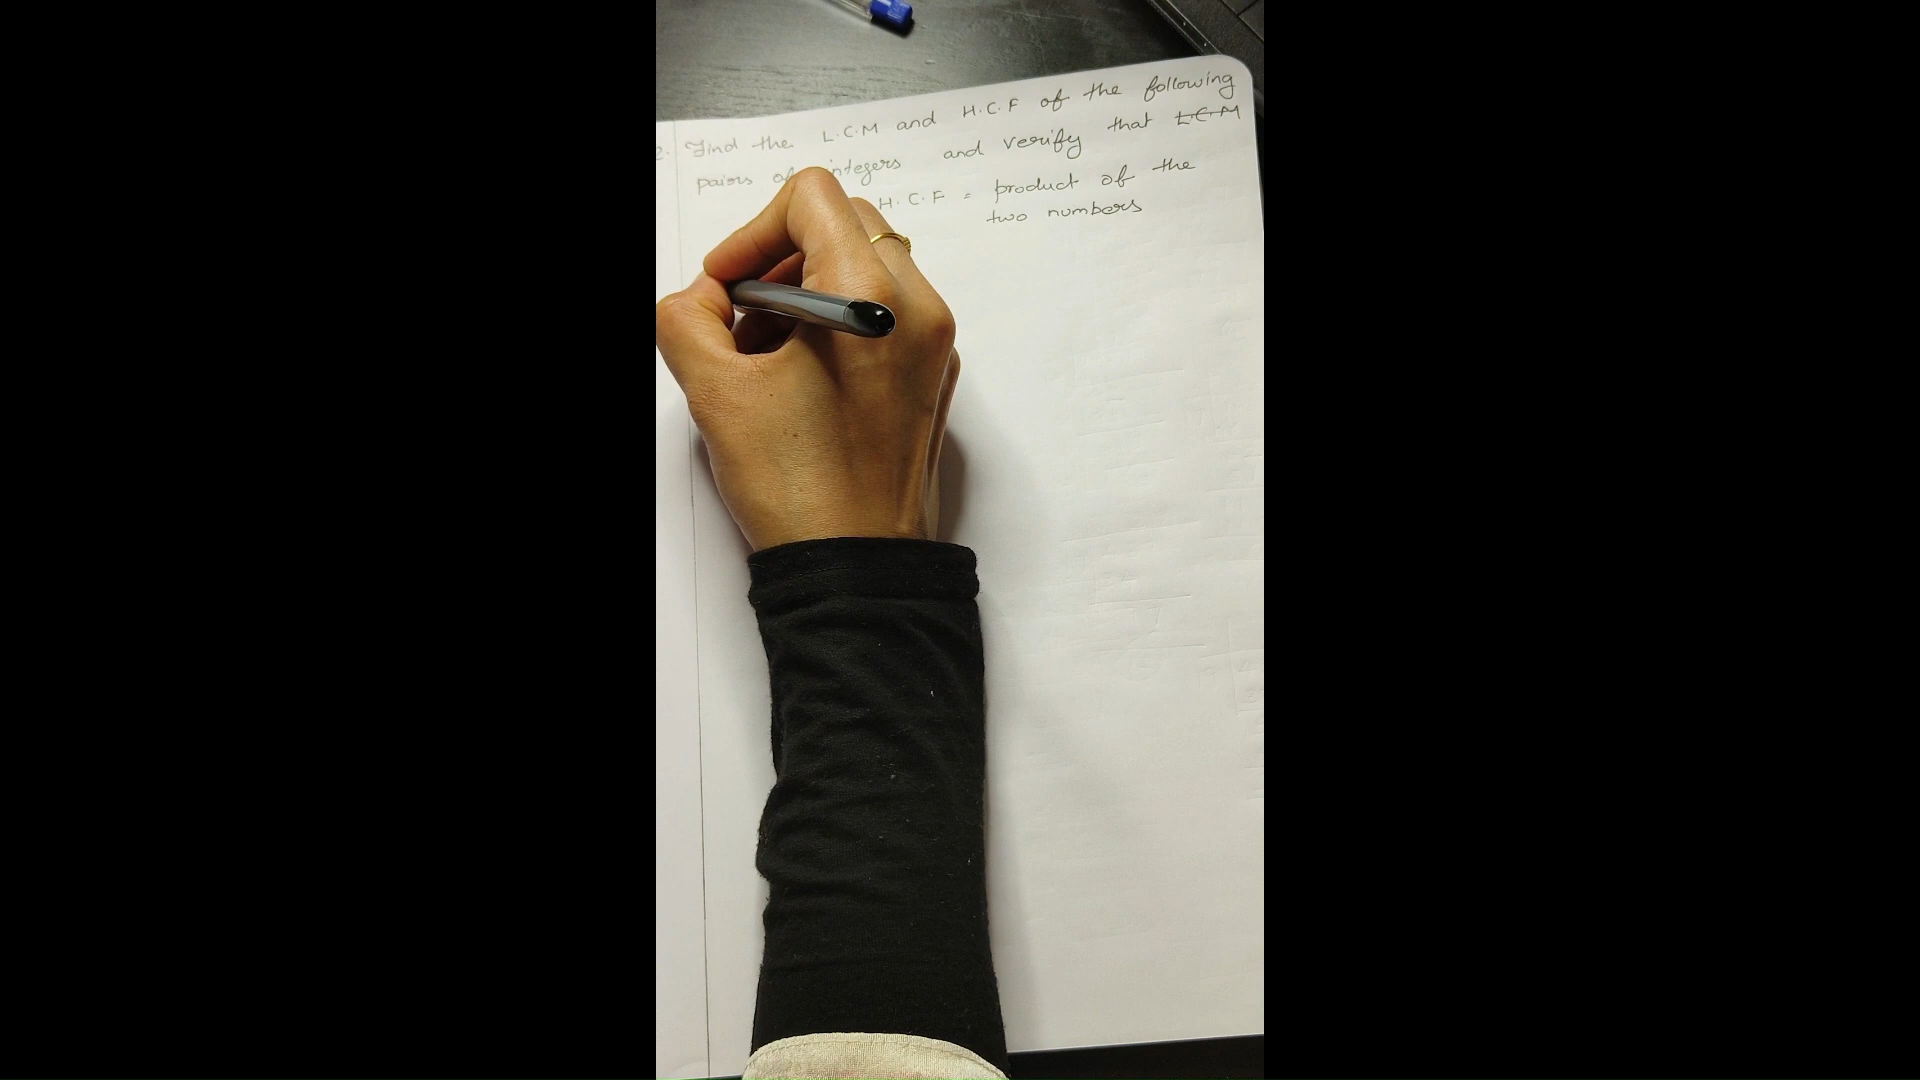 2. Find the L.C.M and H.C.F of the following
pairs of integers and verify that L.C.M
H.C.F = product of the
two numbers